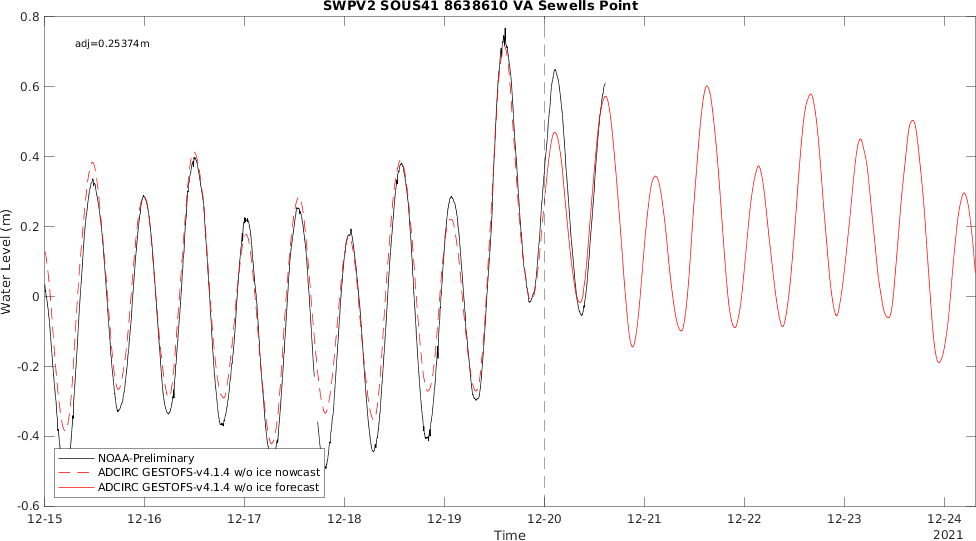 SWPV2 SOUS41 8638610 VA Sewells Point
adj=0.25374m
0.8
0.6
0.4
0.2
0
-0.2
-0.4
-0.6
Water Level (m)
NOAA-Preliminary
ADCIRC GESTOFS-v4.1.4 w/o ice nowcast
ADCIRC GESTOFS-v4.1.4 w/o ice forecast
12-15 12-16 12-17 12-18 12-19 12-20 12-21 12-22 12-23 12-24
Time 2021